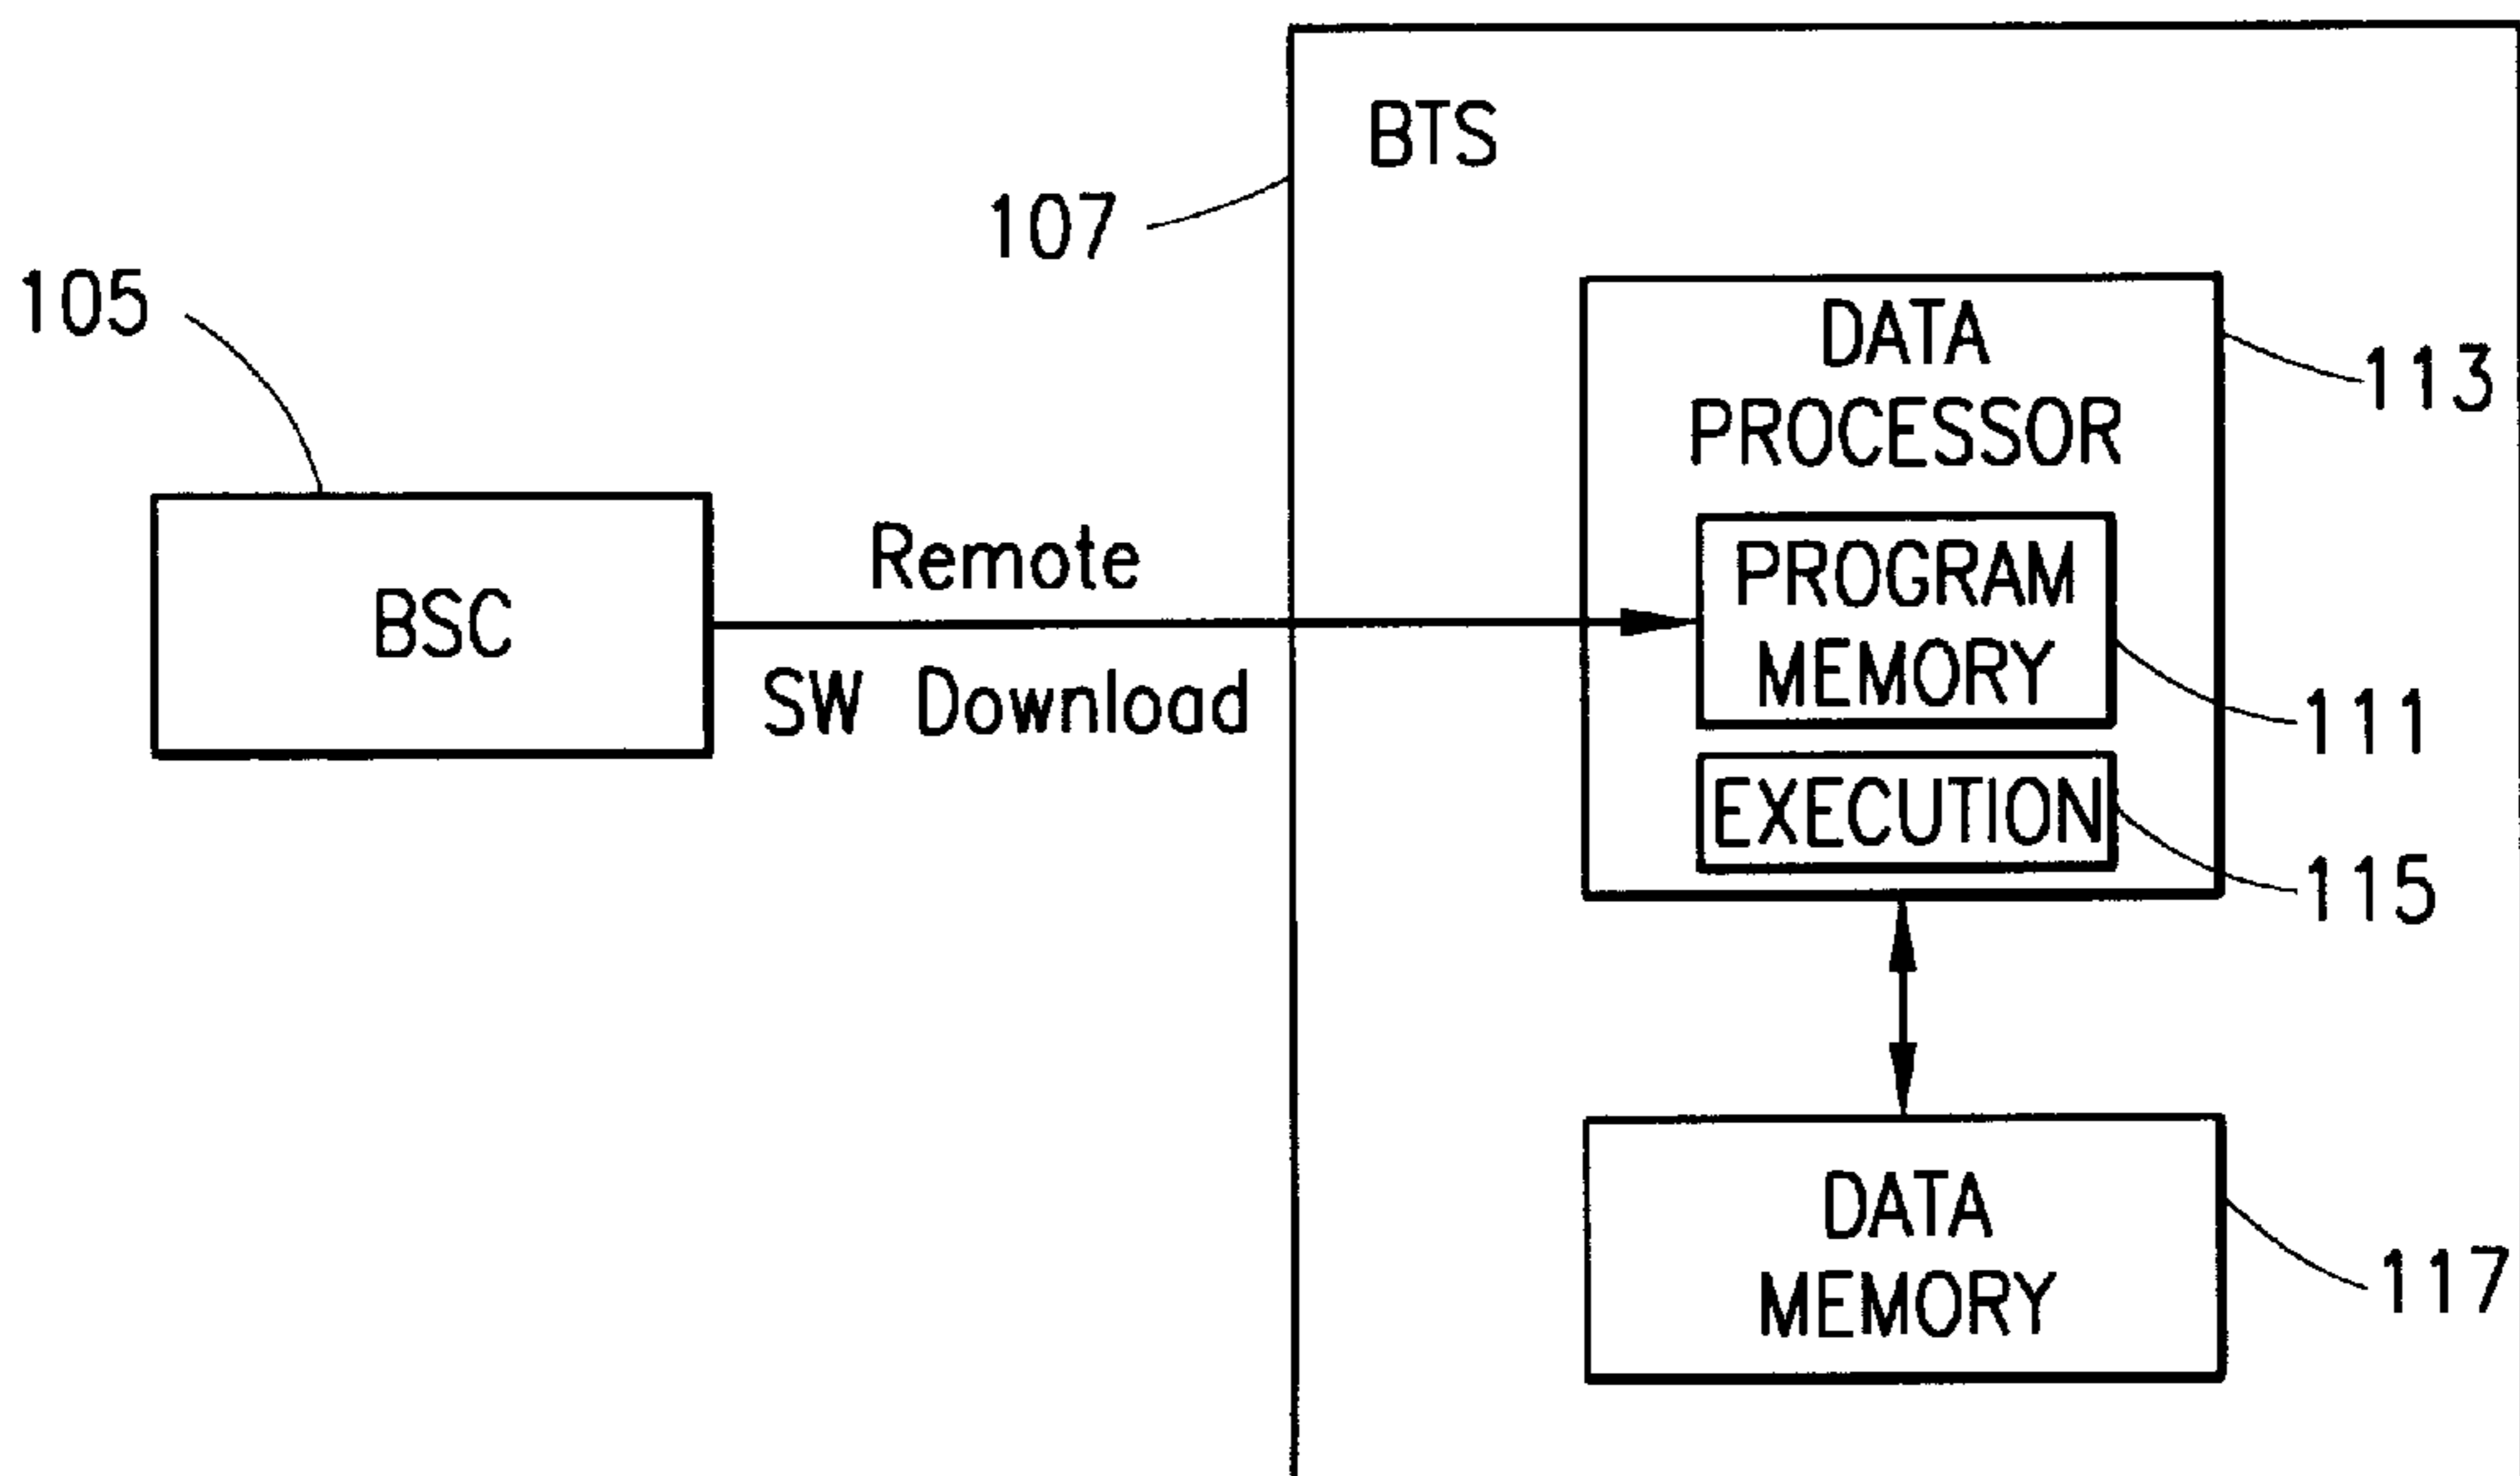 BTS
107
105
DATA
PROCESSOR
113
Remote
SW Download
BSC
PROGRAM
MEMORY
111
EXECUTION
115
DATA
MEMORY
117